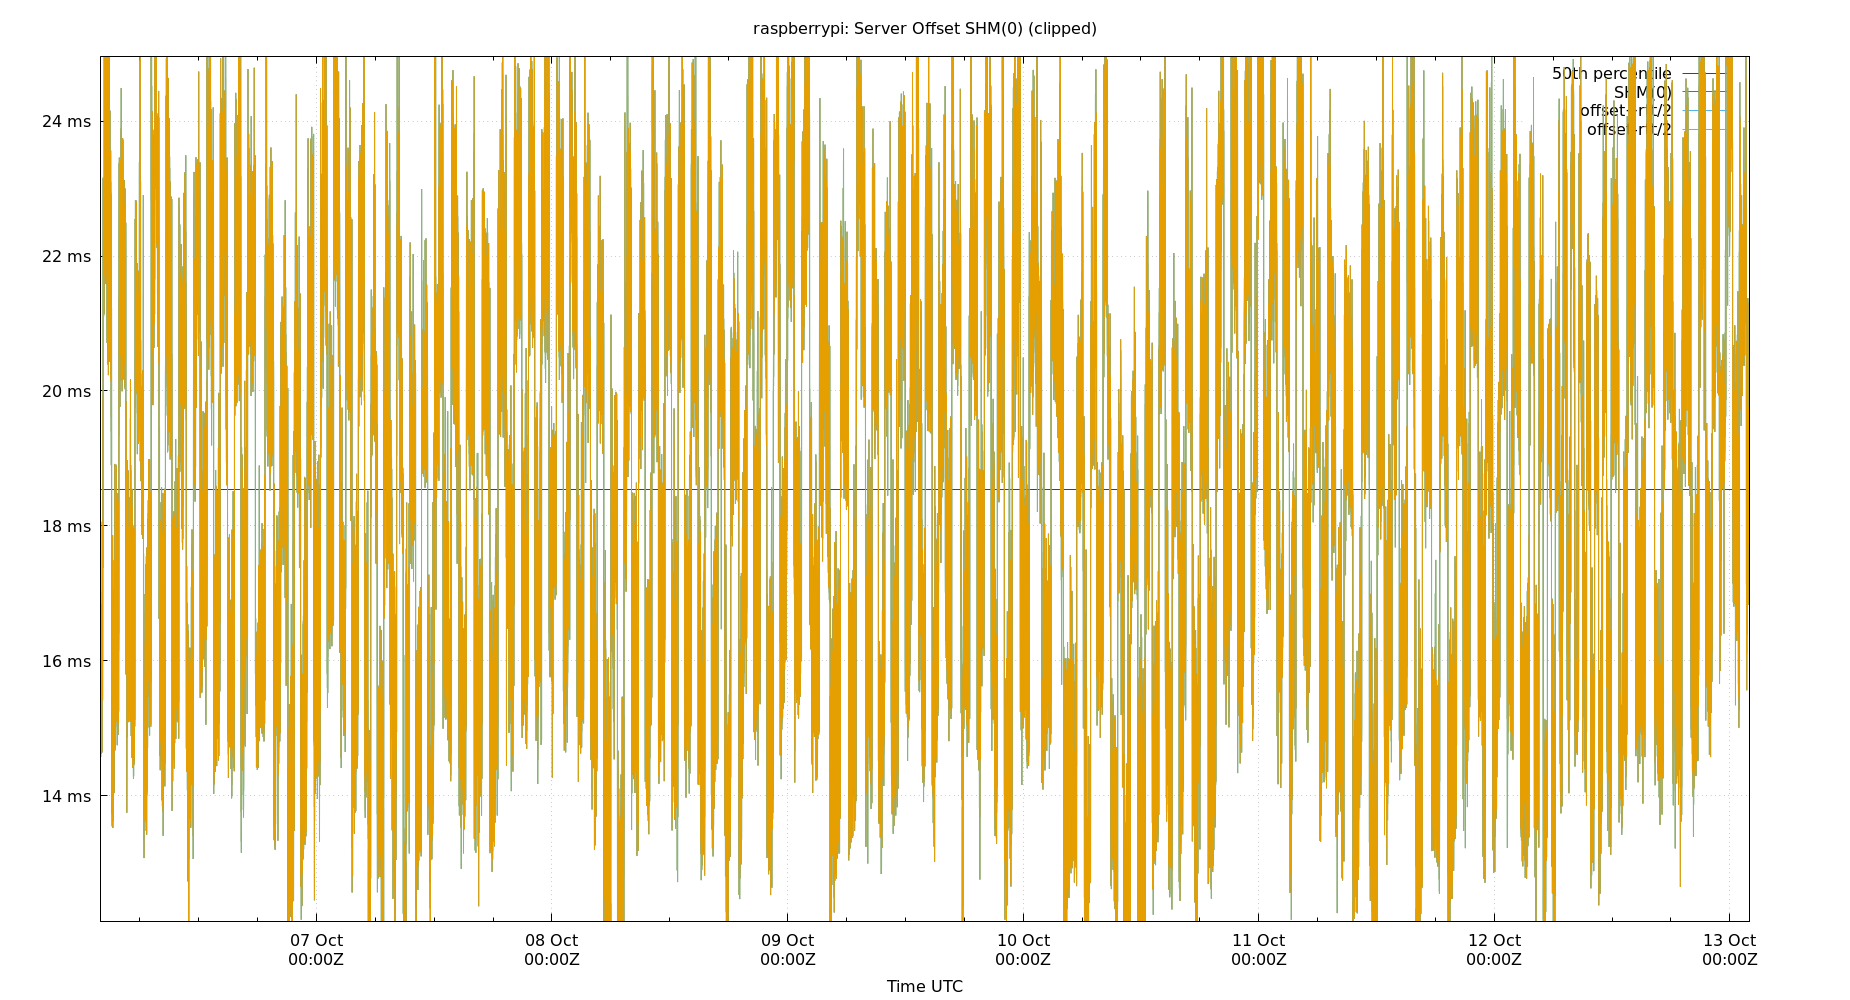 raspberrypi: Server Offset SHM(0) (clipped)
50th percentile
SHM(0)
offset+rtt/2
offset-rtt/2
24 ms
22 ms
20 ms
18 ms
16 ms
14 ms
07 Oct 08 Oct 09 Oct 10 Oct 11 Oct 12 Oct 13 Oct
00:00Z 00:00Z 00:00Z 00:00Z 00:00Z 00:00Z 00:00Z
Time UTC